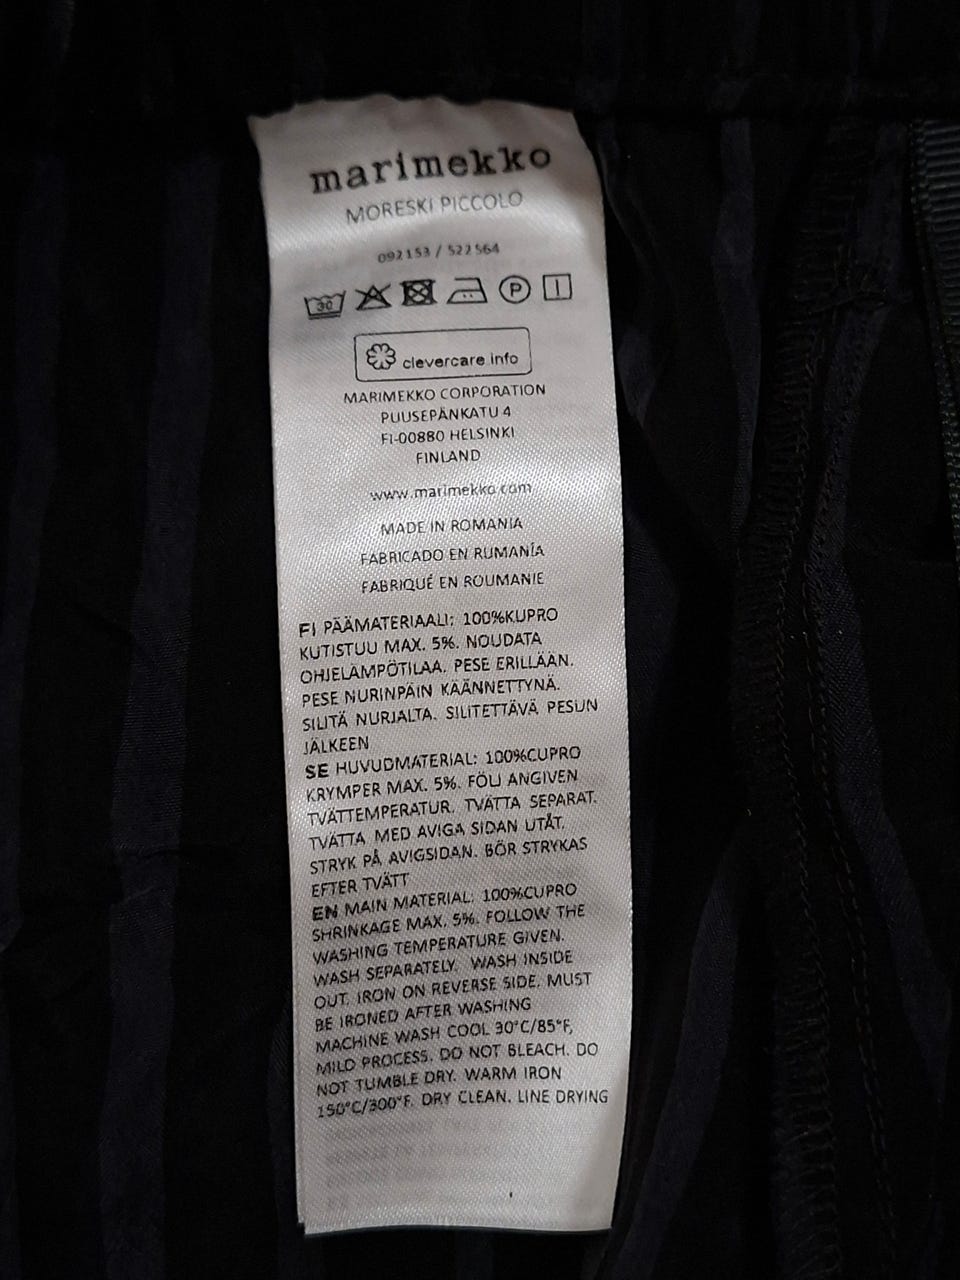 marimekko
MORESKI PICCOLO
092153 / 522564
30 P
clevercare.info
MARIMEKKO CORPORATION
PUUSEPÄNKATU 4
FI-00880 HELSINKI
FINLAND
www.marimekko.com
MADE IN ROMANIA
FABRICADO EN RUMANÍA
FABRIQUÉ EN ROUMANIE
FI PÄÄMATERIAALI: 100%KUPRO
KUTISTUU MAX. 5%. NOUDATA
OHJELÄMPÖTILAA. PESE ERILLÄÄN.
PESE NURINPÄIN KÄÄNNETTYNÄ.
SILITÄ NURJALTA. SILITETTÄVÄ PESUN
JÄLKEEN
SE HUVUDMATERIAL: 100%CUPRO
KRYMPER MAX. 5%. FÖLJ ANGIVEN
TVÄTTEMPERATUR. TVÄTTA SEPARAT.
TVÄTTA MED AVIGA SIDAN UTÅT.
STRYK PÅ AVIGSIDAN. BÖR STRYKAS
EFTER TVÄTT
EN MAIN MATERIAL: 100%CUPRO
SHRINKAGE MAX. 5%. FOLLOW THE
WASHING TEMPERATURE GIVEN.
WASH SEPARATELY. WASH INSIDE
OUT. IRON ON REVERSE SIDE. MUST
BE IRONED AFTER WASHING
MACHINE WASH COOL 30°C/85°F,
MILD PROCESS. DO NOT BLEACH. DO
NOT TUMBLE DRY. WARM IRON
150°C/300°F. DRY CLEAN. LINE DRYING